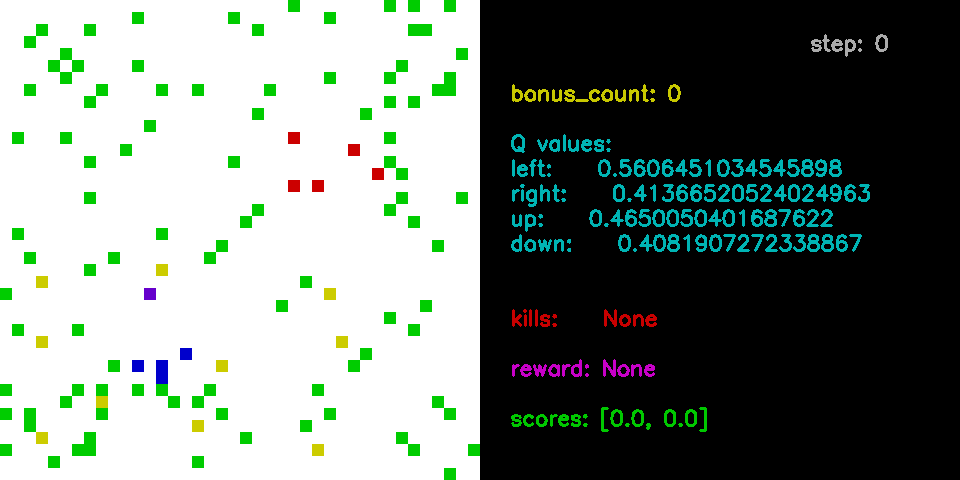 step: 0
bonus_count: 0
Q values:
left: 0.5606451034545898
right: 0.41366520524024963
up: 0.4650050401687622
down: 0.4081907272338867
kills: None
reward: None
scores: [0.0, 0.0]